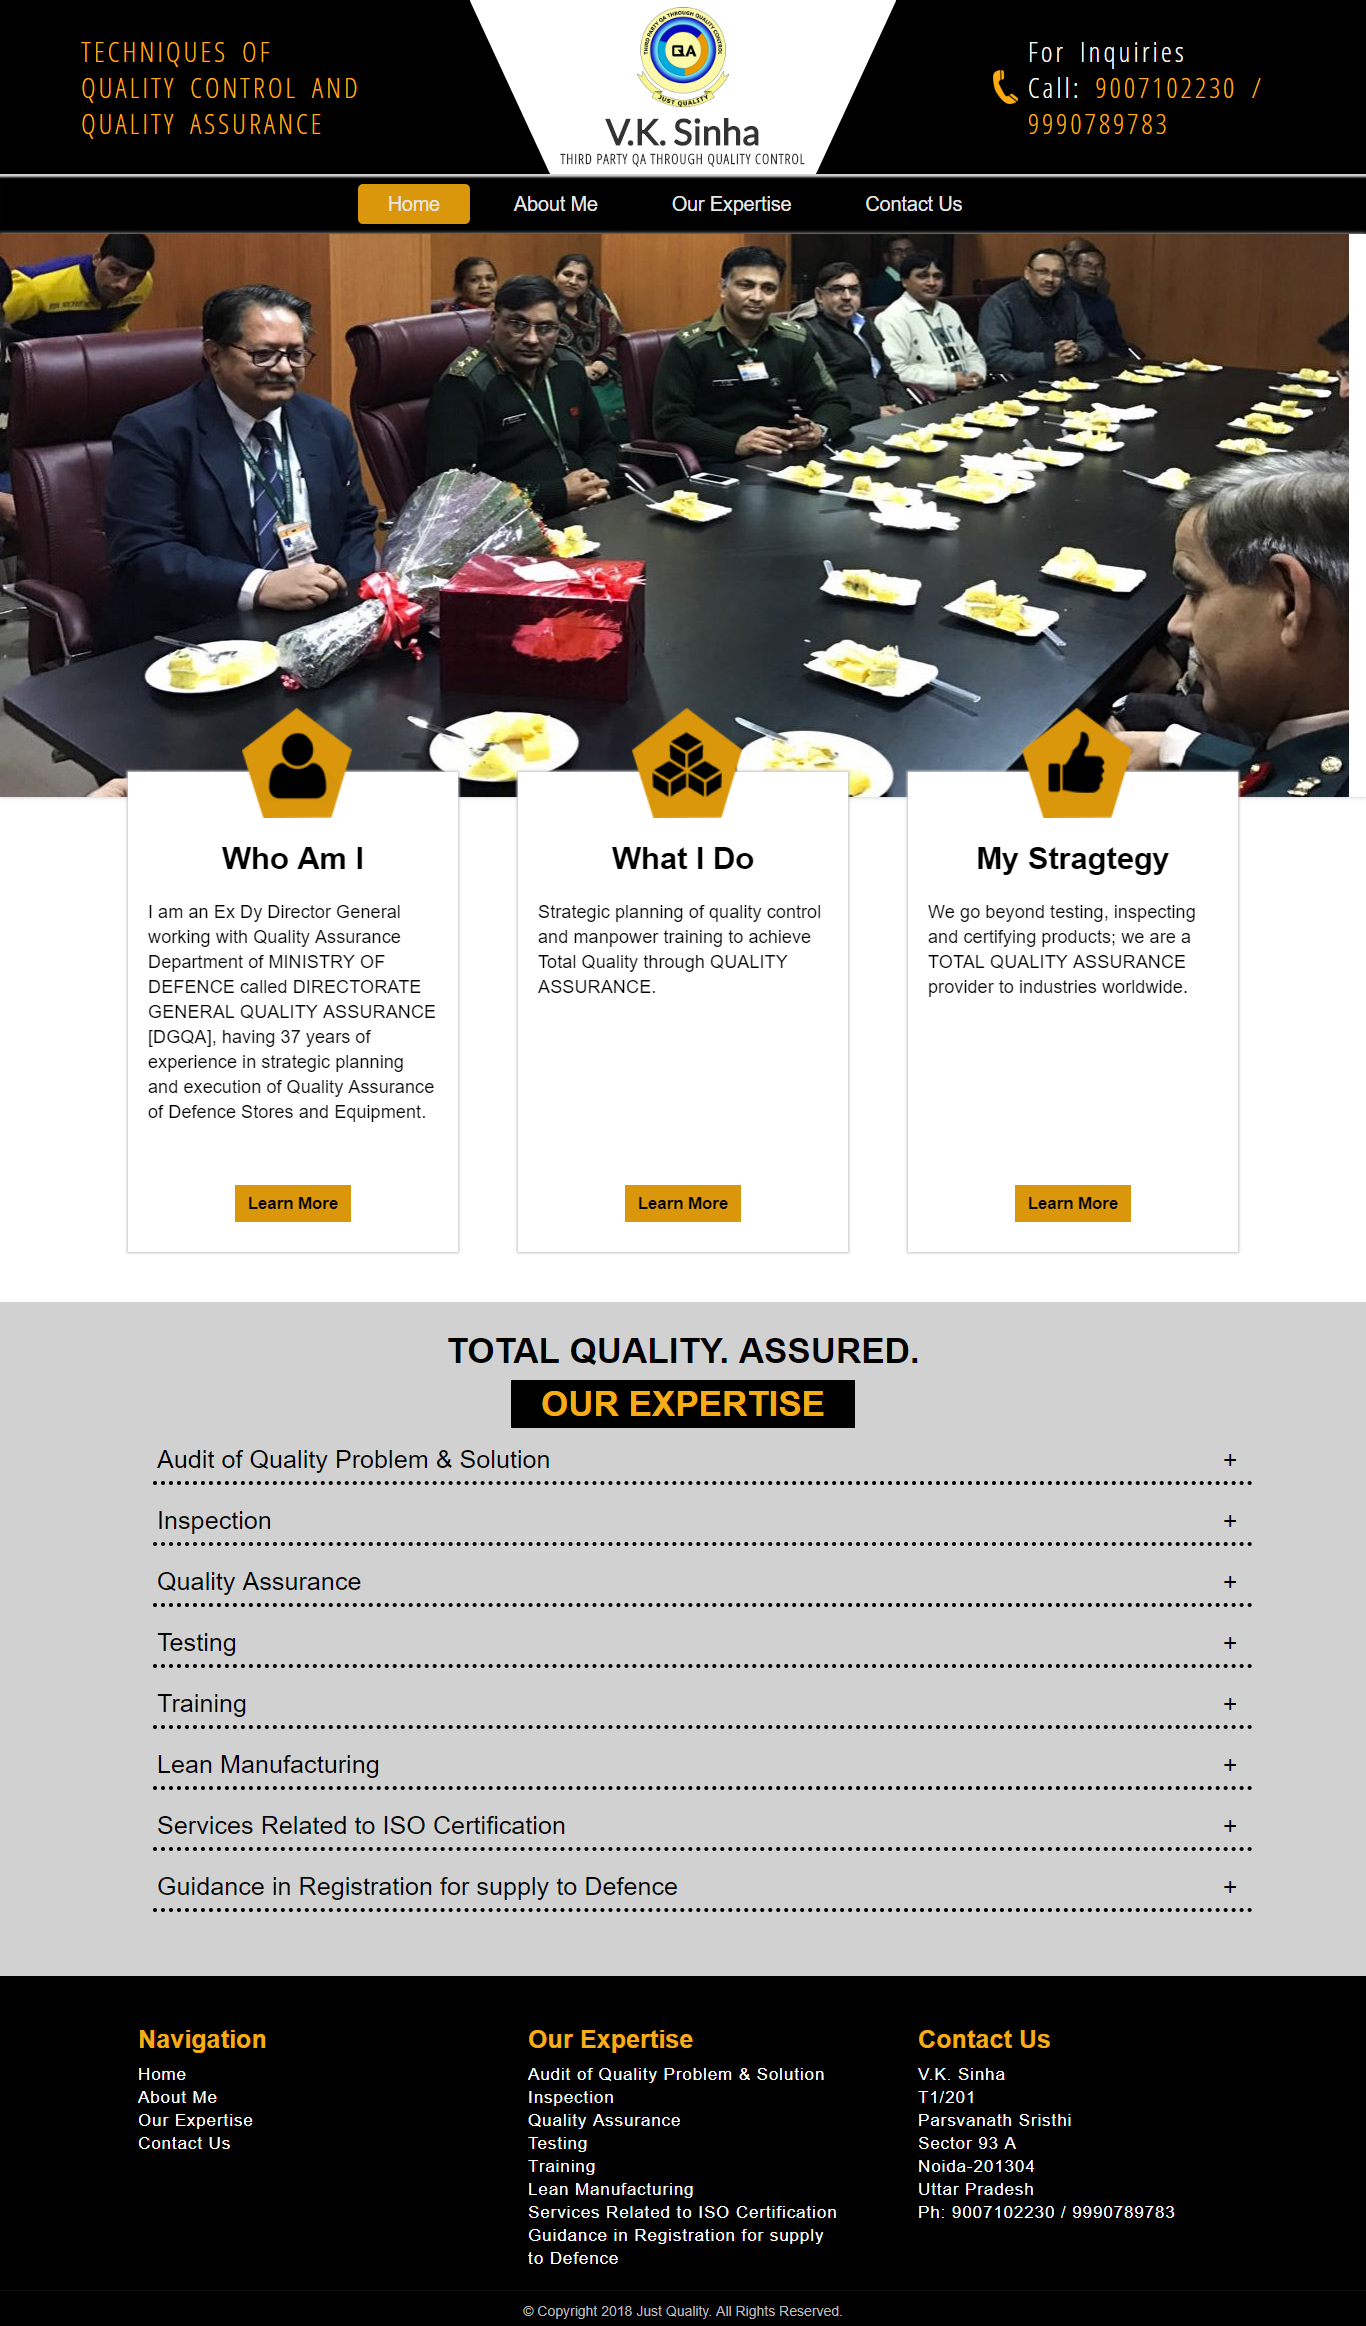 TECHNIQUES OF
QUALITY CONTROL AND
QUALITY ASSURANCE
THIRD PARTY QA THROUGH QUALITY CONTROL
QA
JUST QUALITY
V.K. Sinha
THIRD PARTY QA THROUGH QUALITY CONTROL
For Inquiries
Call: 9007102230 /
9990789783
Home About Me Our Expertise Contact Us
Who Am I
I am an Ex Dy Director General
working with Quality Assurance
Department of MINISTRY OF
DEFENCE called DIRECTORATE
GENERAL QUALITY ASSURANCE
[DGQA], having 37 years of
experience in strategic planning
and execution of Quality Assurance
of Defence Stores and Equipment.
Learn More
What I Do
Strategic planning of quality control
and manpower training to achieve
Total Quality through QUALITY
ASSURANCE.
Learn More
My Stragtegy
We go beyond testing, inspecting
and certifying products; we are a
TOTAL QUALITY ASSURANCE
provider to industries worldwide.
Learn More
TOTAL QUALITY. ASSURED.
OUR EXPERTISE
Audit of Quality Problem & Solution +
Inspection +
Quality Assurance +
Testing +
Training +
Lean Manufacturing +
Services Related to ISO Certification +
Guidance in Registration for supply to Defence +
Navigation
Home
About Me
Our Expertise
Contact Us
Our Expertise
Audit of Quality Problem & Solution
Inspection
Quality Assurance
Testing
Training
Lean Manufacturing
Services Related to ISO Certification
Guidance in Registration for supply
to Defence
Contact Us
V.K. Sinha
T1/201
Parsvanath Sristhi
Sector 93 A
Noida-201304
Uttar Pradesh
Ph: 9007102230 / 9990789783
© Copyright 2018 Just Quality. All Rights Reserved.